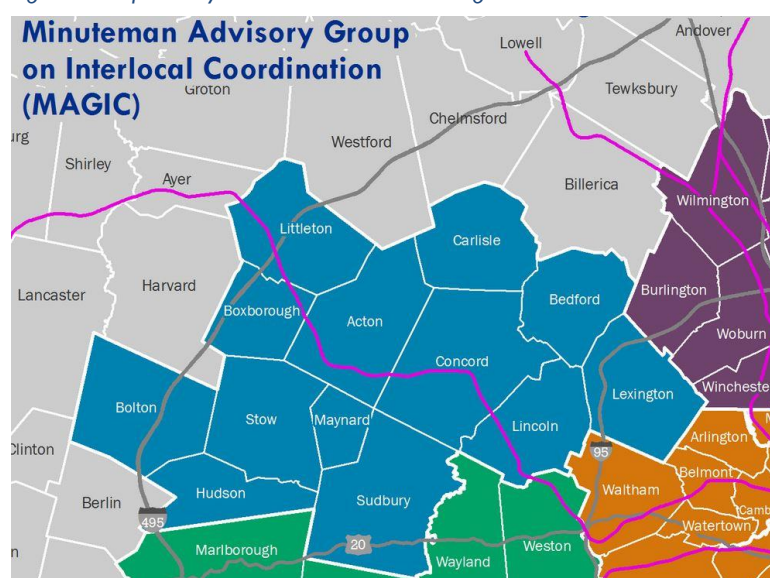 Minuteman Advisory Group
on Interlocal Coordination
(MAGIC)
Lowell
Andover
Groton
Tewksbury
Chelmsford
Westford
Shirley
Ayer
Billerica
Wilmington
Littleton
Carlisle
Harvard
Lancaster
Boxborough
Acton
Bedford
Burlington
Woburn
Concord
Wincheste
Lexington
Bolton
Stow
Maynard
Lincoln
Arlington
Clinton
95
Belmont
Berlin
Hudson
Sudbury
Waltham
Camb
495
Watertown
20
Marlborough
Wayland
Weston